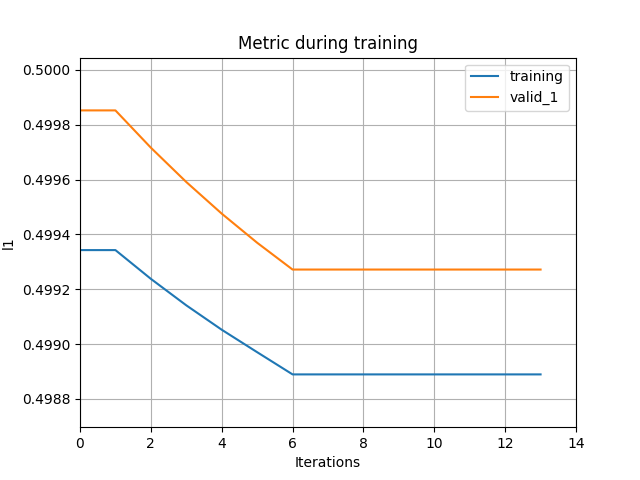 Metric during training
0.5000
0.4998
0.4996
0.4994
0.4992
0.4990
0.4988
l1
training
valid_1
0 2 4 6 8 10 12 14
Iterations